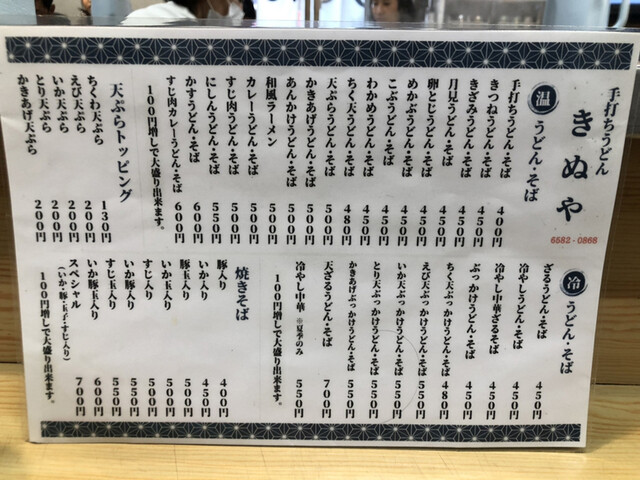 手打ちうどん
きぬや
6582-0868
温 うどん・そば
手打ちうどん・そば 400円
きつねうどん・そば 450円
きざみうどん・そば 450円
月見うどん・そば 450円
卵とじうどん・そば 450円
めかぶうどん・そば 450円
こぶうどん・そば 450円
わかめうどん・そば 450円
ちく天うどん・そば 480円
天ぷらうどん・そば 500円
かきあげうどん・そば 500円
あんかけうどん・そば 500円
和風ラーメン 500円
カレーうどん・そば 500円
すじ肉うどん・そば 500円
にしんうどん・そば 550円
かすうどん・そば 600円
すじ肉カレーうどん・そば 600円
100円増しで大盛り出来ます。
天ぷらトッピング
ちくわ天ぷら 130円
えび天ぷら 200円
いか天ぷら 200円
とり天ぷら 200円
かきあげ天ぷら 200円
冷 うどん・そば
ざるうどん・そば 450円
冷やしうどん・そば 450円
冷やし中華ざるそば 450円
ぶっかけうどん・そば 450円
ちく天ぶっかけうどん・そば 480円
えび天ぶっかけうどん・そば 550円
いか天ぶっかけうどん・そば 550円
とり天ぶっかけうどん・そば 550円
かきあげぶっかけうどん・そば 550円
天ざるうどん・そば 700円
冷やし中華 ※夏季のみ 550円
100円増しで大盛り出来ます。
焼きそば
豚入り 400円
いか入り 450円
豚玉入り 500円
いか玉入り 500円
すじ入り 500円
すじ玉入り 550円
いか豚玉入り 550円
スペシャル 600円
(いか・豚・玉子・すじ入り) 700円
100円増しで大盛り出来ます。